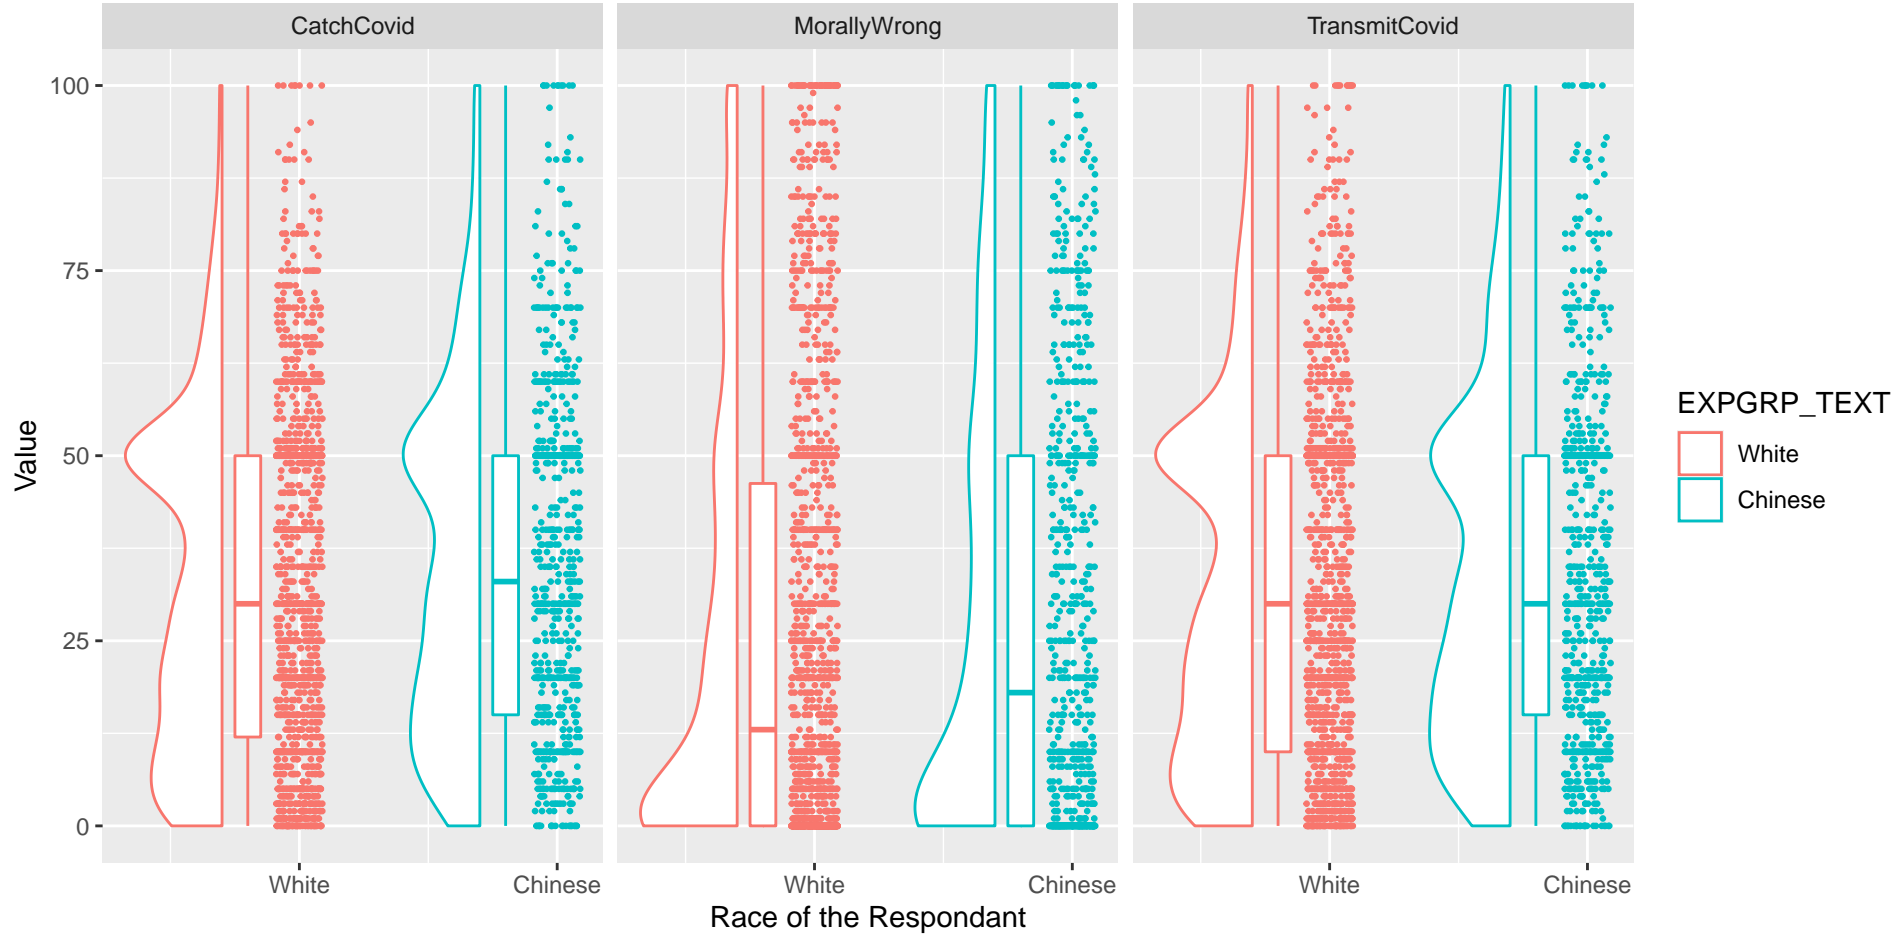 CatchCovid
MorallyWrong
TransmitCovid
100
75
50
25
0
Value
White
Chinese
White
Chinese
White
Chinese
Race of the Respondant
EXPGRP_TEXT
White
Chinese